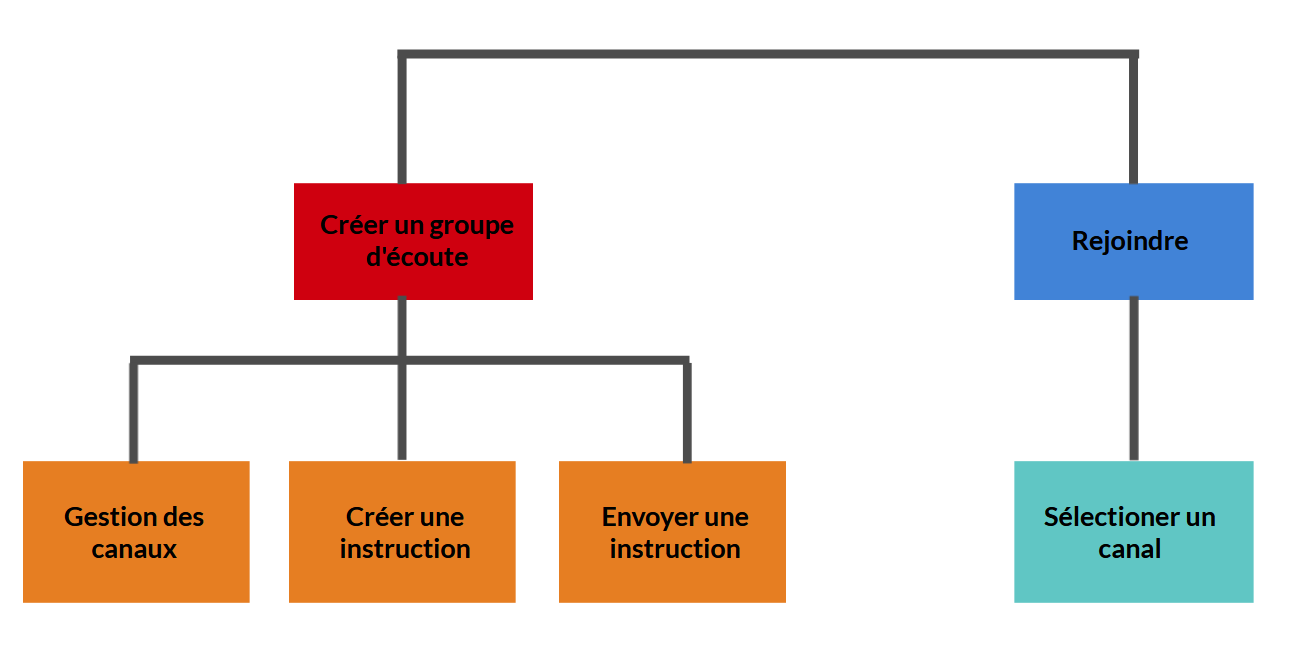 Créer un groupe
d'écoute
Rejoindre
Gestion des
canaux
Créer une
instruction
Envoyer une
instruction
Sélectioner un
canal